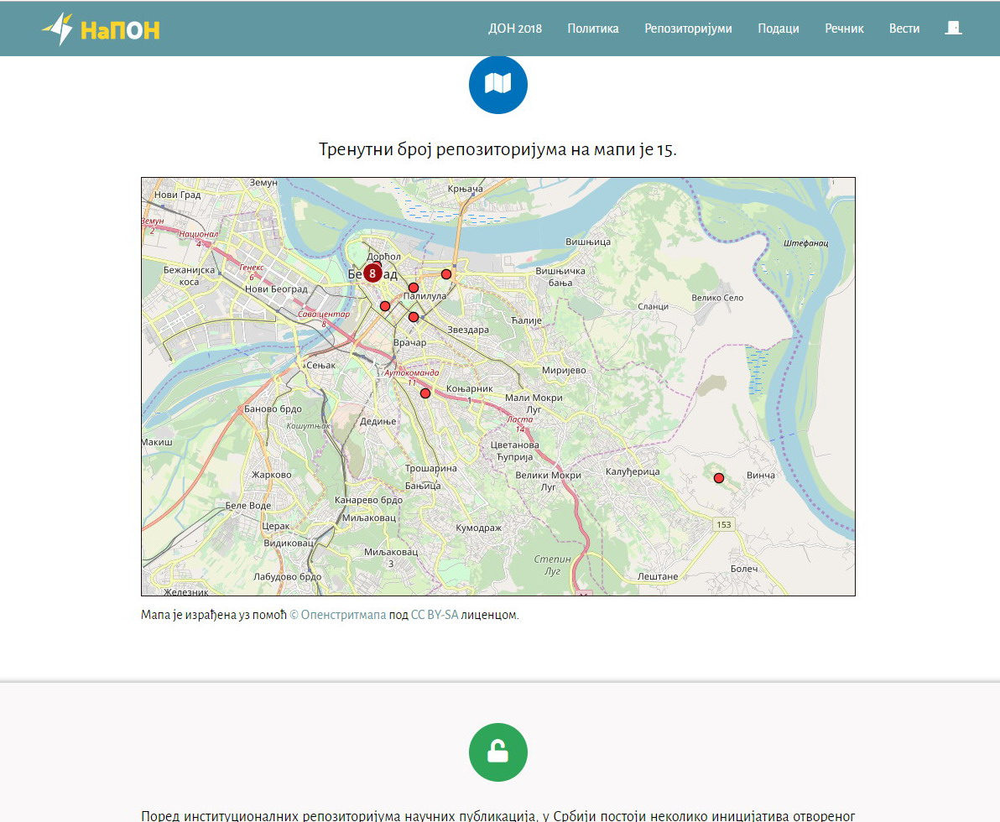 НаПОН
ДОН 2018 Политика Репозиторијуми Подаци Речник Вести
Тренутни број репозиторијума на мапи је 15.
Земун
Нови Град
Крњача
Земун
2
Национал
4
Вишњица
Штефанац
Дорћол
Бежанијска
коса
Генекс
6
8
Вишњичка
бања
Нови Београд
Палилула
Велико Село
Сланци
Сава центар
8
Ћалије
Звездара
Врачар
Сењак
Аутокоманда
11
Миријево
Коњарник
1
Мали Мокри
Луг
Баново брдо
Ласта
14
Дедиње
Кошутњак
Макиш
Цветанова
Ћуприја
Трошарина
Жарково
Велики Мокри
Луг
Калуђерица
Винча
Бањица
Канарево брдо
Беле Воде
Миљаковац
Церак
Кумодраж
153
Видиковац
Миљаковац
3
Степин
Луг
Болеч
Лабудово брдо
Лештане
Железник
Мапа је израђена уз помоћ © Опенстритмапа под CC BY-SA лиценцом.
Поред институционалних репозиторијума научних публикација, у Србији постоји неколико иницијатива отвореног